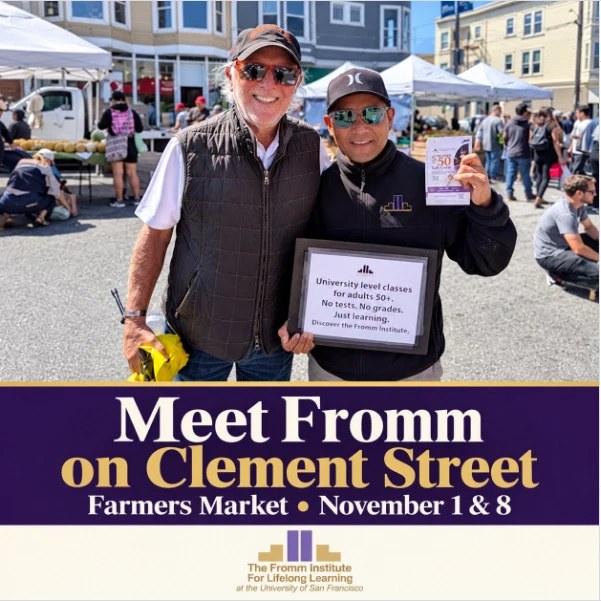 $50
University level classes
for adults 50+.
No tests. No grades.
Just learning.
Discover the Fromm Institute.
Meet Fromm
on Clement Street
Farmers Market • November 1 & 8
The Fromm Institute
For Lifelong Learning
at the University of San Francisco